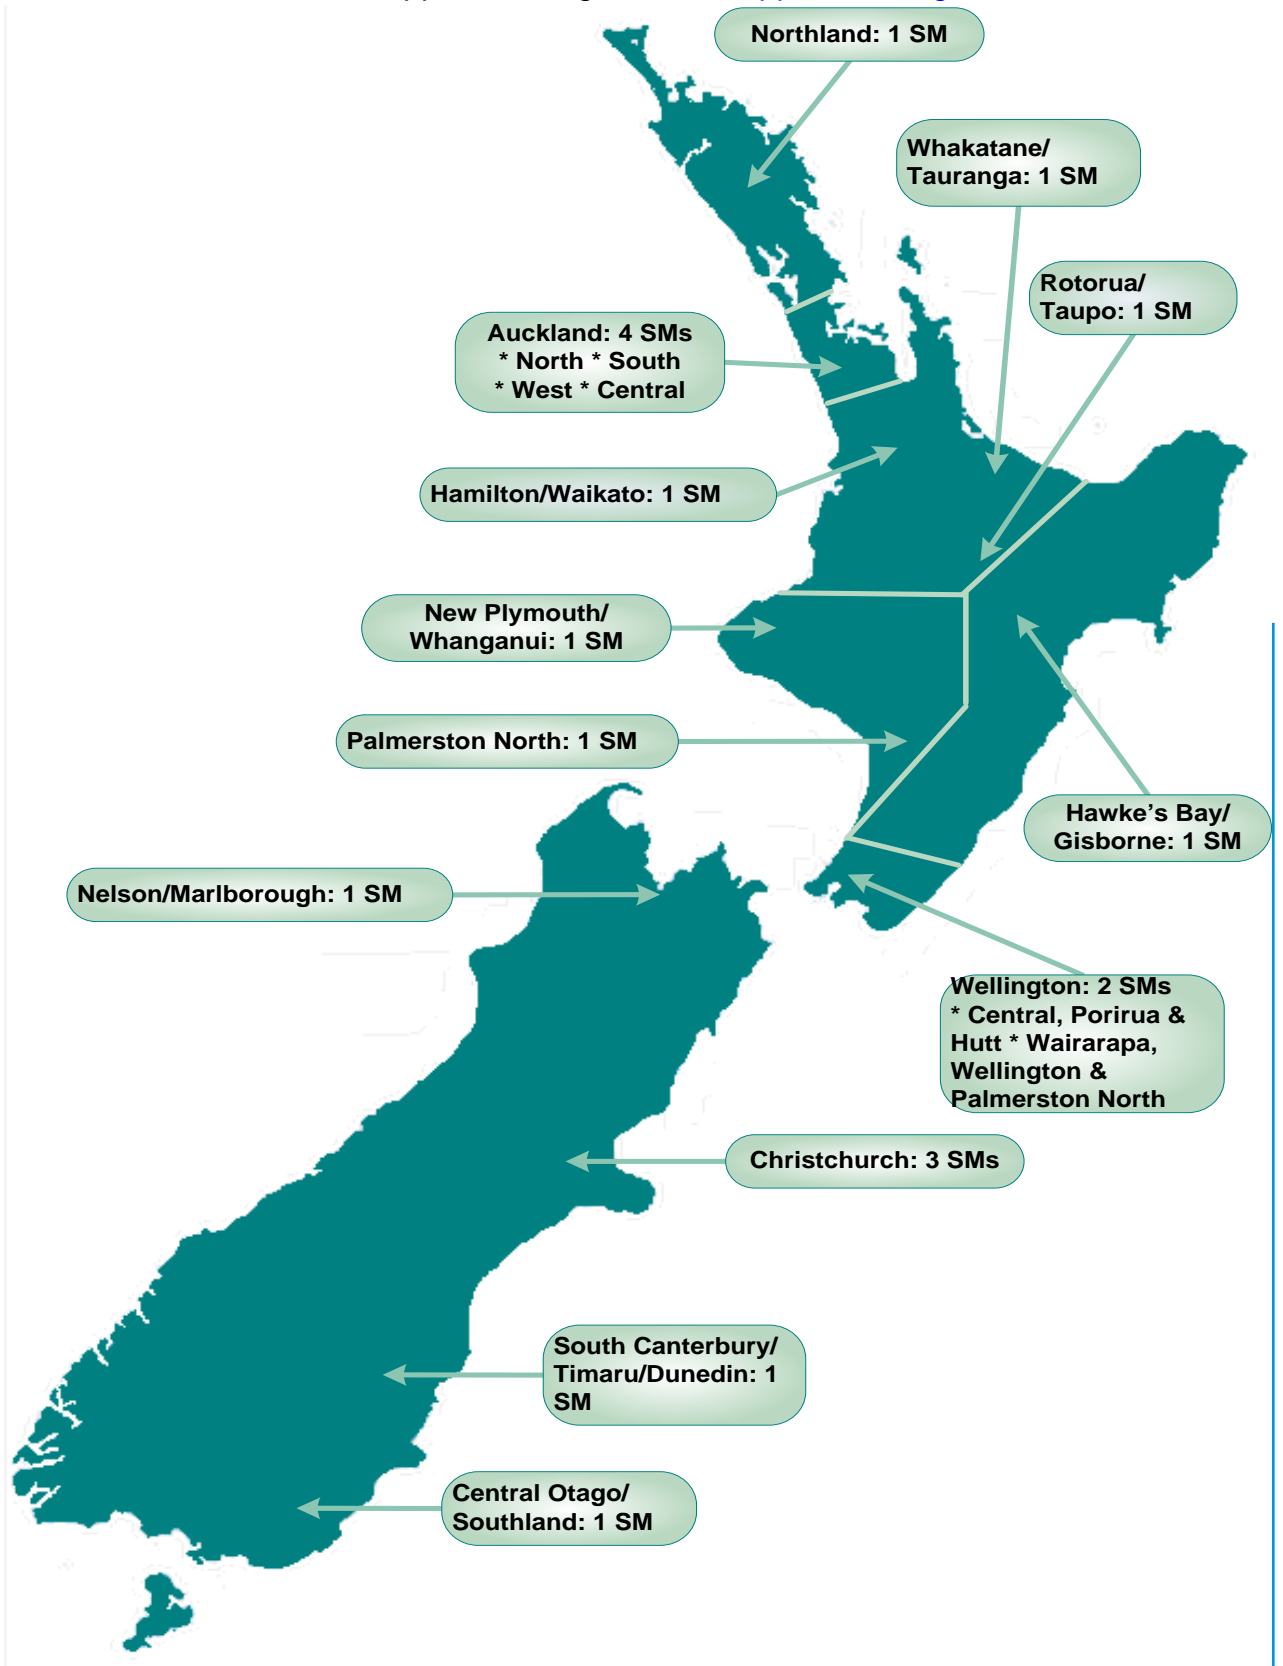 Northland: 1 SM
Whakatane/
Tauranga: 1 SM
Rotorua/
Taupo: 1 SM
Auckland: 4 SMs
* North * South
* West * Central
Hamilton/Waikato: 1 SM
New Plymouth/
Whanganui: 1 SM
Palmerston North: 1 SM
Hawke's Bay/
Gisborne: 1 SM
Nelson/Marlborough: 1 SM
Wellington: 2 SMs
* Central, Porirua &
Hutt * Wairarapa,
Wellington &
Palmerston North
Christchurch: 3 SMs
South Canterbury/
Timaru/Dunedin: 1
SM
Central Otago/
Southland: 1 SM